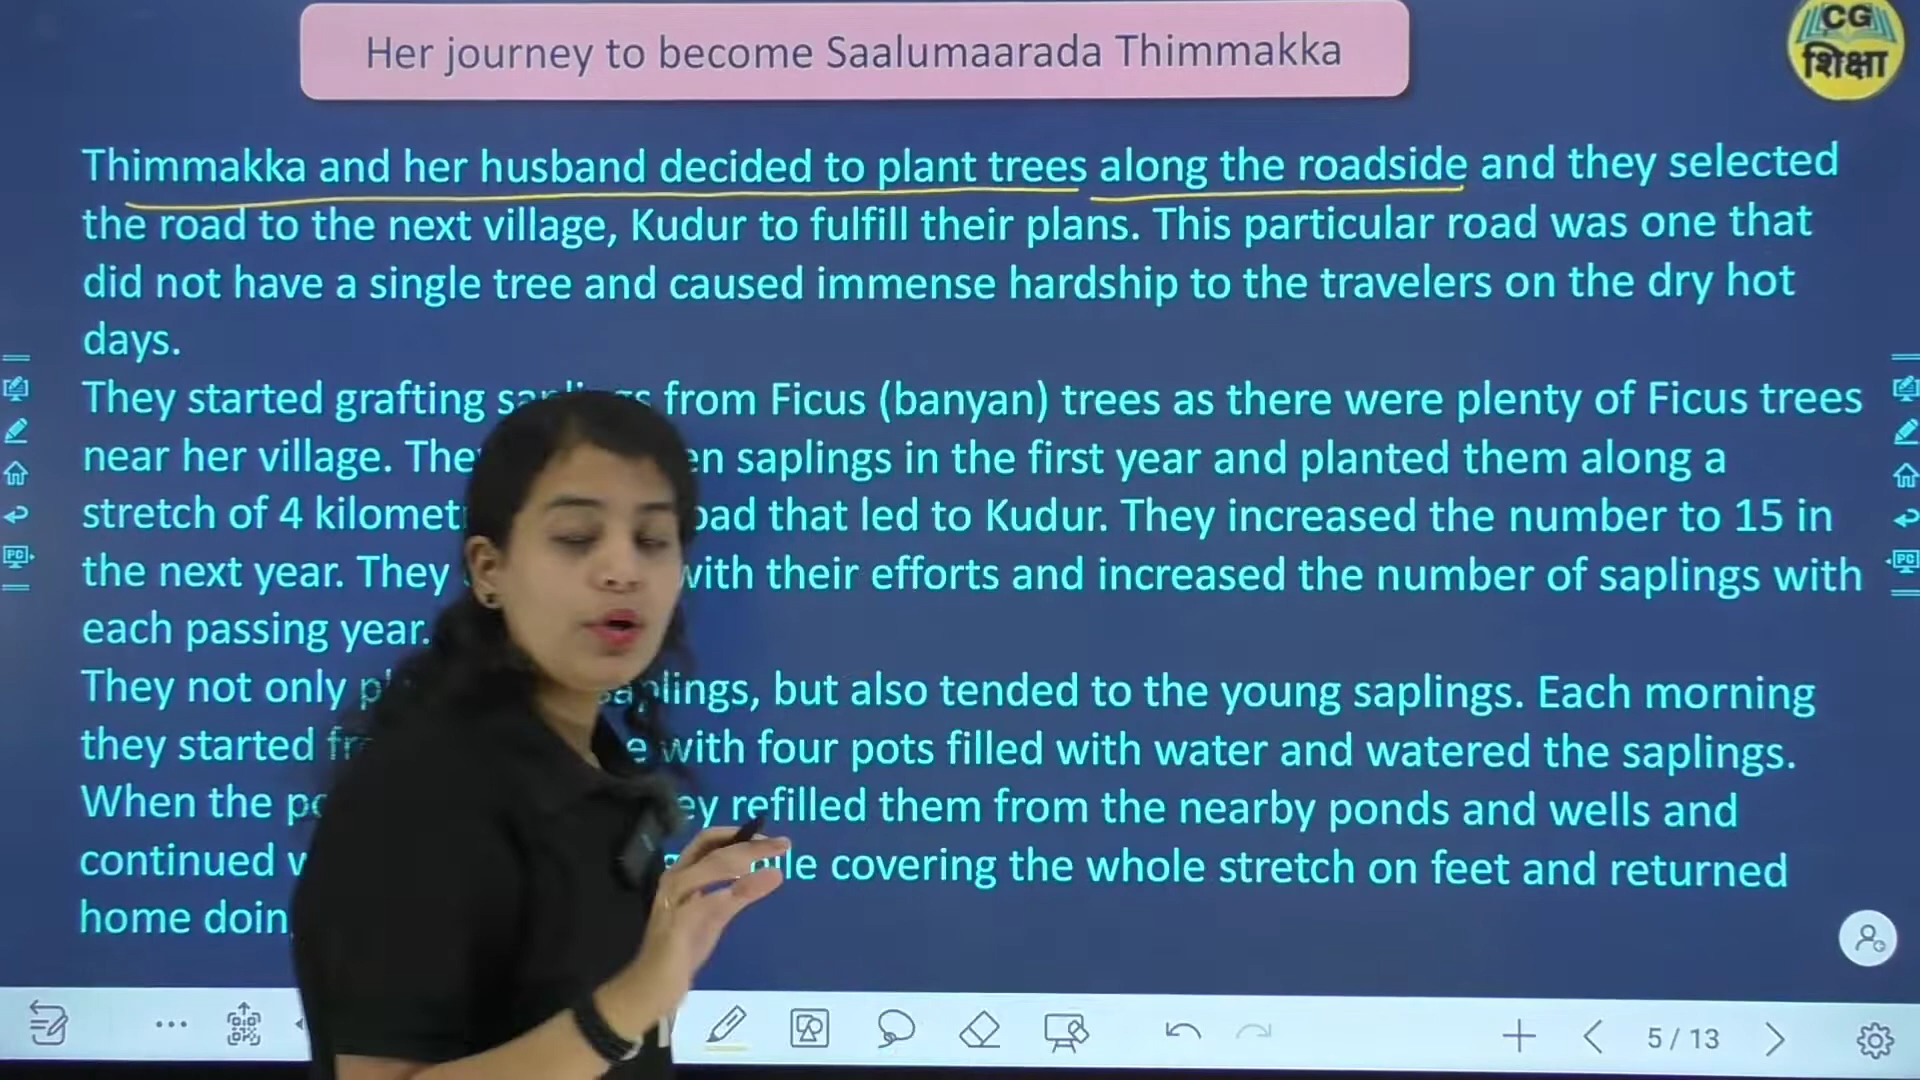 Her journey to become Saalumaarada Thimmakka
CG
शिक्षा
Thimmakka and her husband decided to plant trees along the roadside and they selected
the road to the next village, Kudur to fulfill their plans. This particular road was one that
did not have a single tree and caused immense hardship to the travelers on the dry hot
days.
They started grafting from Ficus (banyan) trees as there were plenty of Ficus trees
near her village. saplings in the first year and planted them along a
stretch of 4 that led to Kudur. They increased the number to 15 in
the next year. They with their efforts and increased the number of saplings with
each passing year.
They not only saplings, but also tended to the young saplings. Each morning
they started with four pots filled with water and watered the saplings.
When the refilled them from the nearby ponds and wells and
continued covering the whole stretch on feet and returned
home
5 / 13